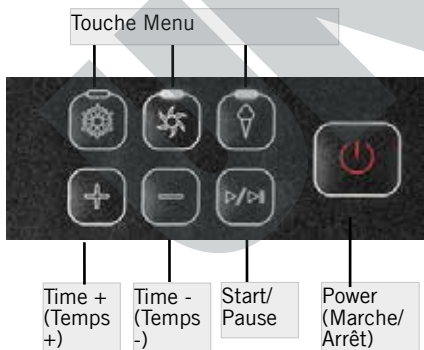 Touche Menu
Time +
(Temps
+)
Time -
(Temps
-)
Start/
Pause
Power
(Marche/
Arrêt)